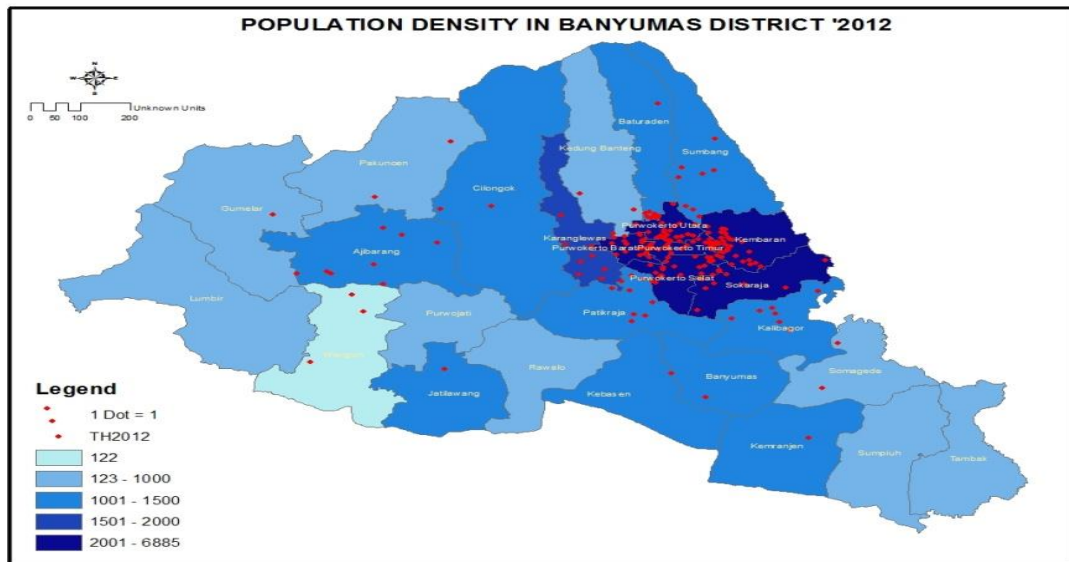 POPULATION DENSITY IN BANYUMAS DISTRICT '2012
N
W
E
S
Unknown Units
0 50 100 200
Baturaden
Kedung Banteng
Sumbang
Pakuncen
Cilongok
Gumelar
Purwokerto Utara
Karanglewas
Kembaran
Ajibarang
Purwokerto Barat
Purwokerto Timur
Lumbir
Purwokerto Selat
Sokaraja
Purwojati
Patikraja
Kalibagor
Rawalo
Somagede
Jatilawang
Kebasen
Banyumas
Kemranjen
Sumpiuh
Tambak
Legend
1 Dot = 1
TH2012
122
123 - 1000
1001 - 1500
1501 - 2000
2001 - 6885